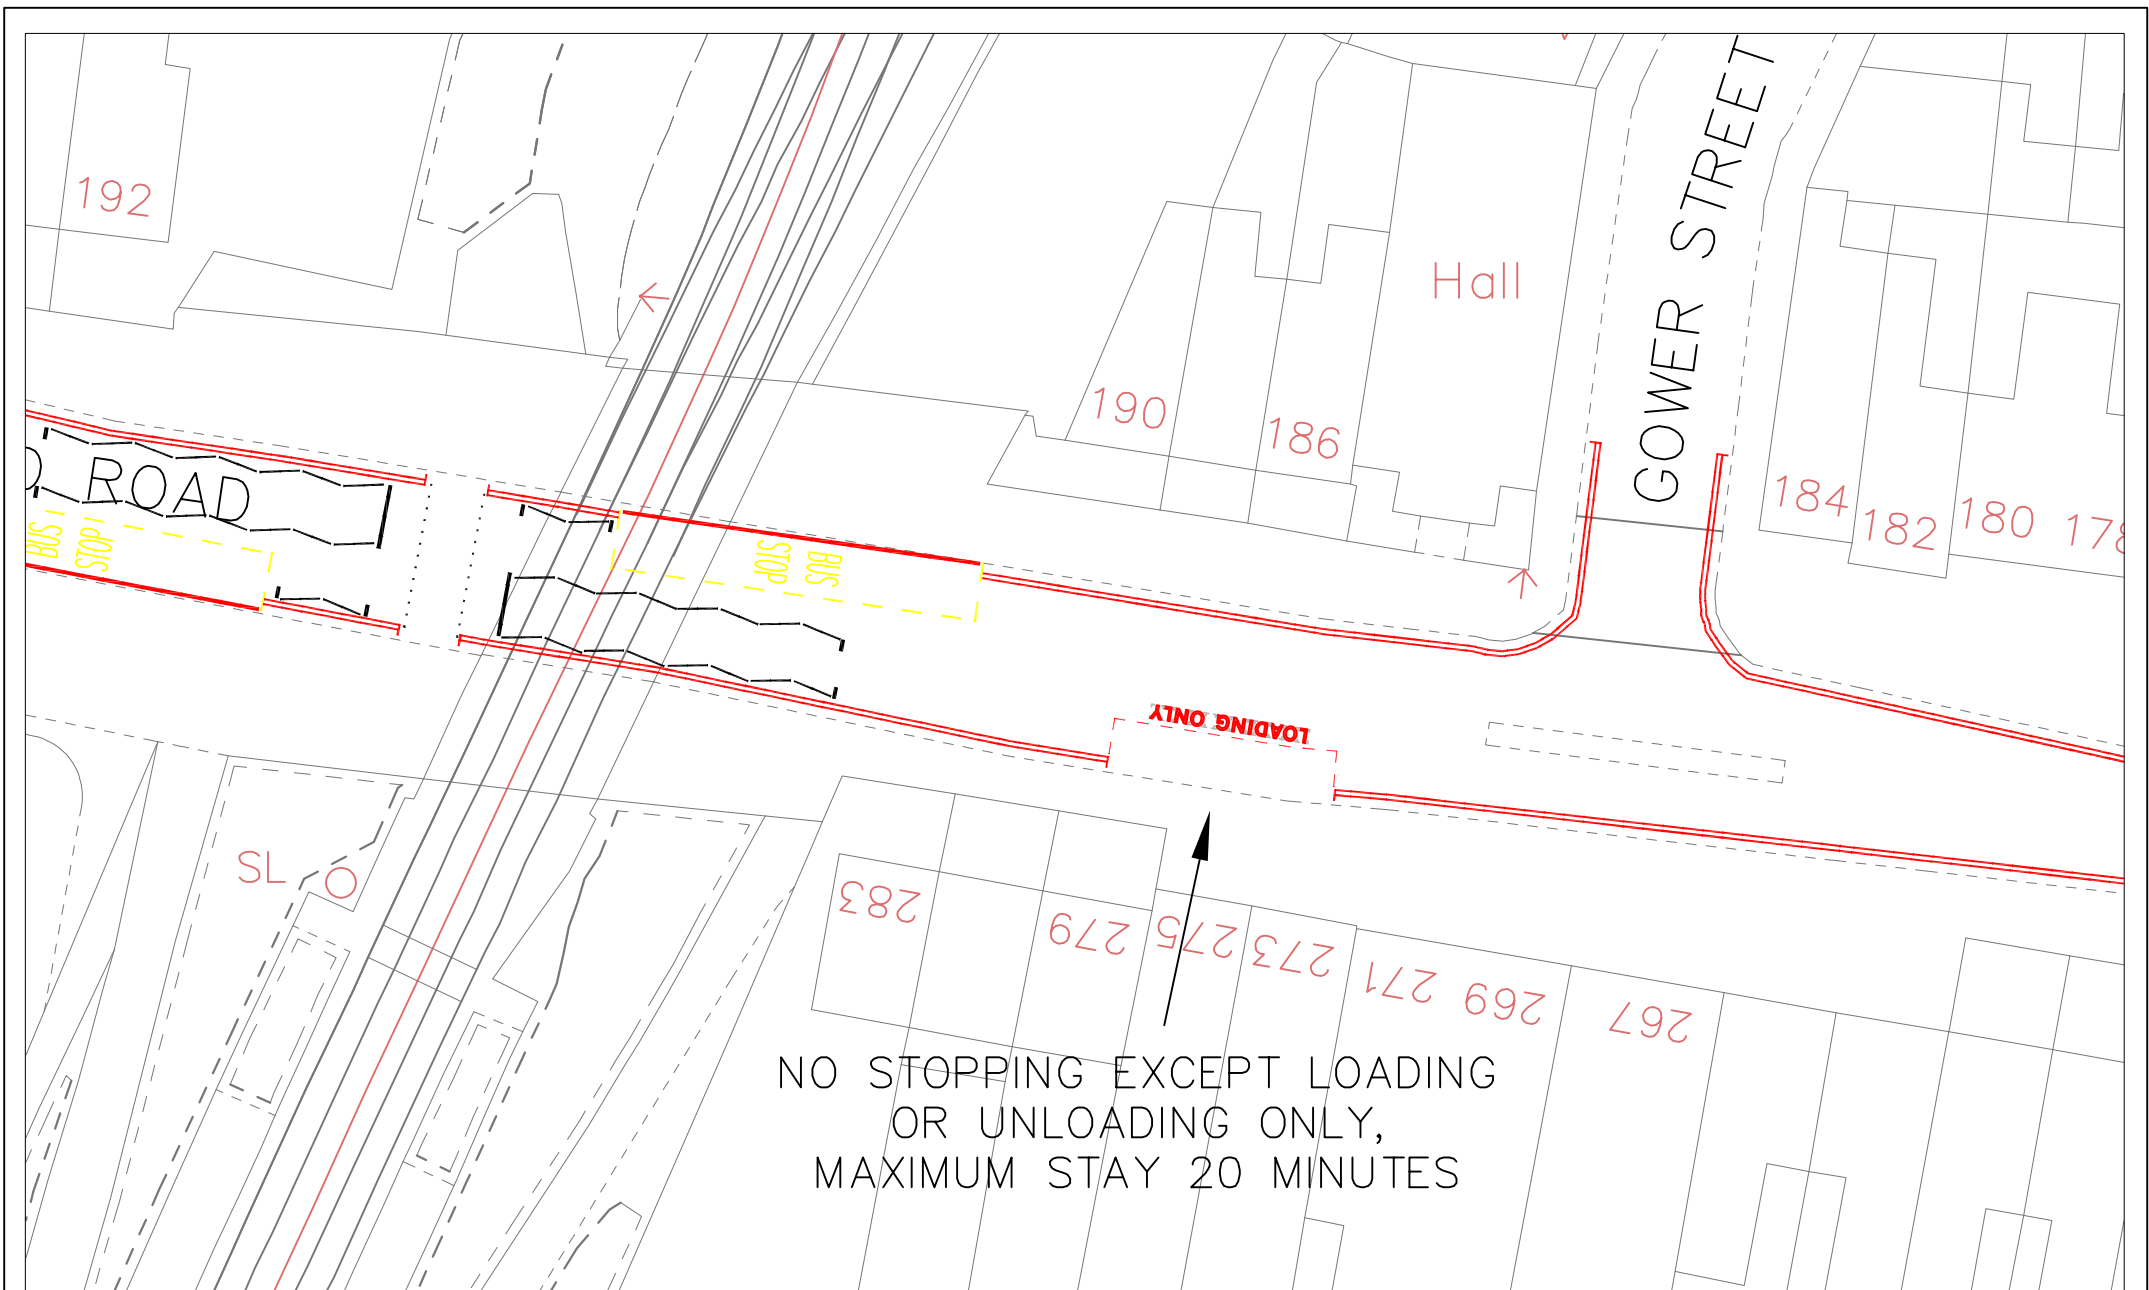 GOWER STREET
192
Hall
190
186
184
182
180
178
ROAD
BUS
STOP
BUS
STOP
LOADING ONLY
SL
283
279
275
273
271
269
267
NO STOPPING EXCEPT LOADING
OR UNLOADING ONLY,
MAXIMUM STAY 20 MINUTES